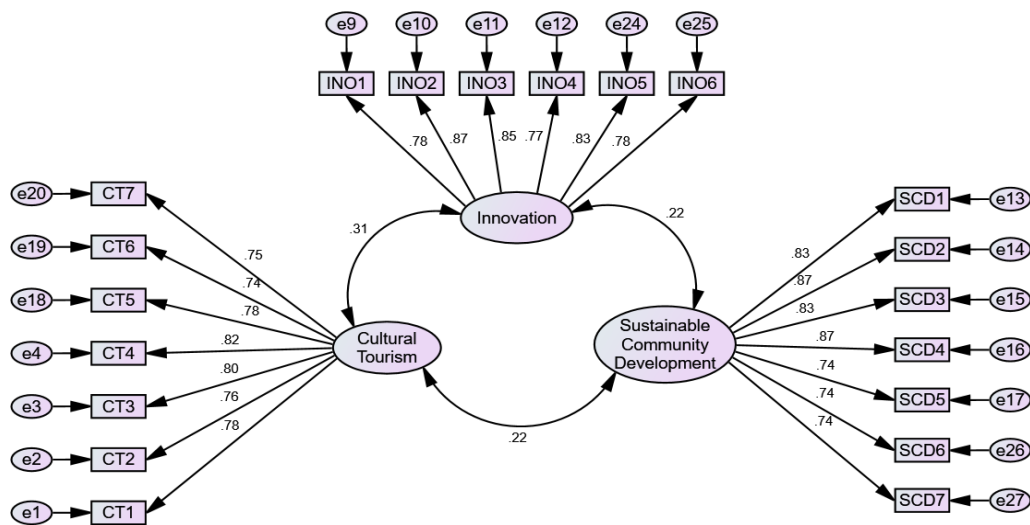 e9 e10 e11 e12 e24 e25
INO1 INO2 INO3 INO4 INO5 INO6
.78 .87 .85 .77 .83 .78
Innovation
.31
.22
e20 CT7
e19 CT6
e18 CT5
e4 CT4
e3 CT3
e2 CT2
e1 CT1
.75
.74
.78
.82
.80
.76
.78
Cultural
Tourism
.22
Sustainable
Community
Development
.83
.87
.83
.87
.74
.74
.74
SCD1 e13
SCD2 e14
SCD3 e15
SCD4 e16
SCD5 e17
SCD6 e26
SCD7 e27